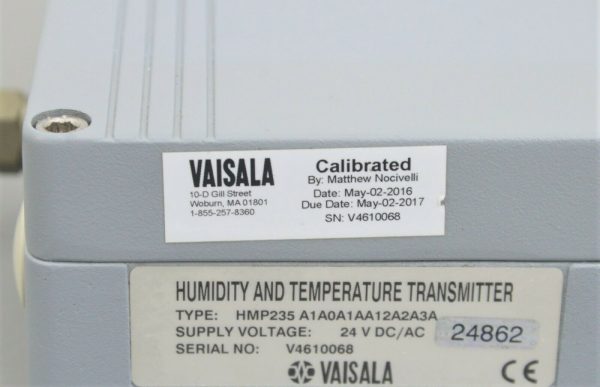 VAISALA
10-D Gill Street
Woburn, MA 01801
1-855-257-8360
Calibrated
By: Matthew Nocivelli
Date: May-02-2016
Due Date: May-02-2017
SN: V4610068
HUMIDITY AND TEMPERATURE TRANSMITTER
TYPE: HMP235 A1A0A1AA12A2A3A
SUPPLY VOLTAGE: 24 V DC/AC 24862
SERIAL NO: V4610068
VAISALA CE